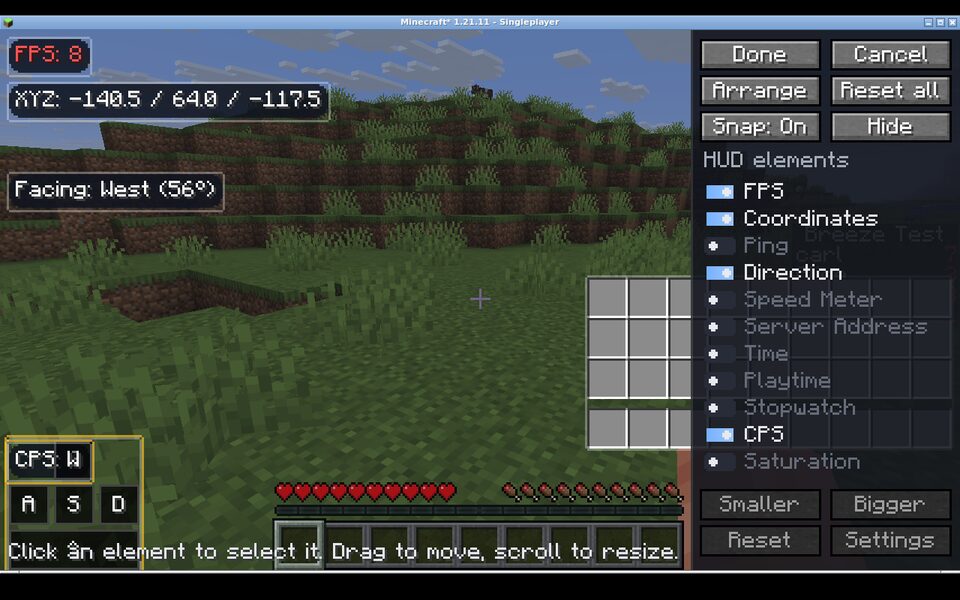 Minecraft* 1.21.11 - Singleplayer
FPS: 8
XYZ: -140.5 / 64.0 / -117.5
Facing: West (56°)
Done
Cancel
Arrange
Reset all
Snap: On
Hide
HUD elements
FPS
Coordinates
Ping
Direction
Speed Meter
Server Address
Time
Playtime
Stopwatch
CPS
Saturation
Smaller
Bigger
Reset
Settings
Breeze Test
CPS:
W
A
S
D
Click an element to select it. Drag to move, scroll to resize.